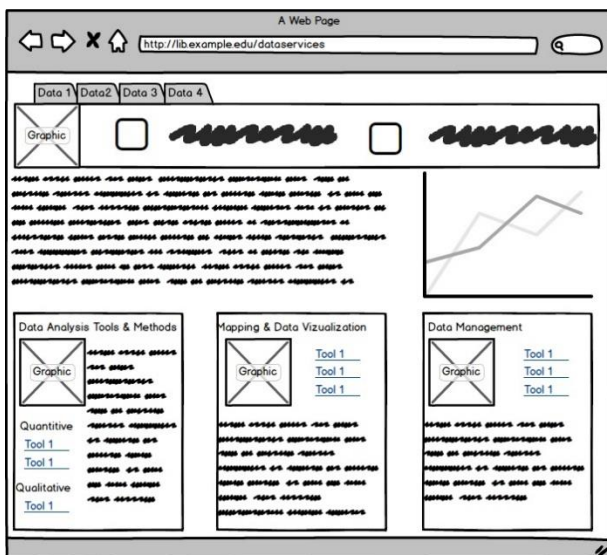 A Web Page
http://lib.example.edu/dataservices
Data 1 Data2 Data 3 Data 4
Graphic
Data Analysis Tools & Methods
Graphic
Quantitive
Tool 1
Tool 1
Qualitative
Tool 1
Mapping & Data Vizualization
Graphic
Tool 1
Tool 1
Tool 1
Data Management
Graphic
Tool 1
Tool 1
Tool 1